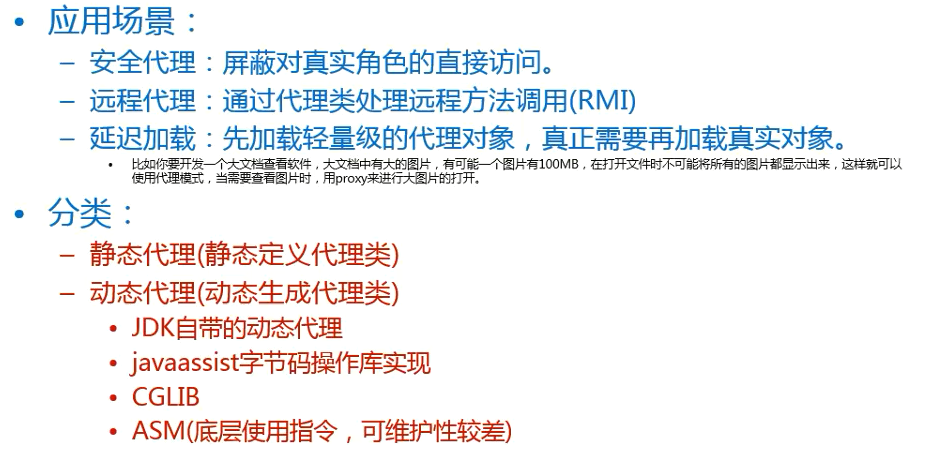 • 应用场景：
– 安全代理：屏蔽对真实角色的直接访问。
– 远程代理：通过代理类处理远程方法调用(RMI)
– 延迟加载：先加载轻量级的代理对象，真正需要再加载真实对象。
• 比如你要开发一个大文档查看软件，大文档中有大的图片，有可能一个图片有100MB，在打开文件时不可能将所有的图片都显示出来，这样就可以
使用代理模式，当需要查看图片时，用proxy来进行大图片的打开。
• 分类：
– 静态代理(静态定义代理类)
– 动态代理(动态生成代理类)
• JDK自带的动态代理
• javaassist字节码操作库实现
• CGLIB
• ASM(底层使用指令，可维护性较差)